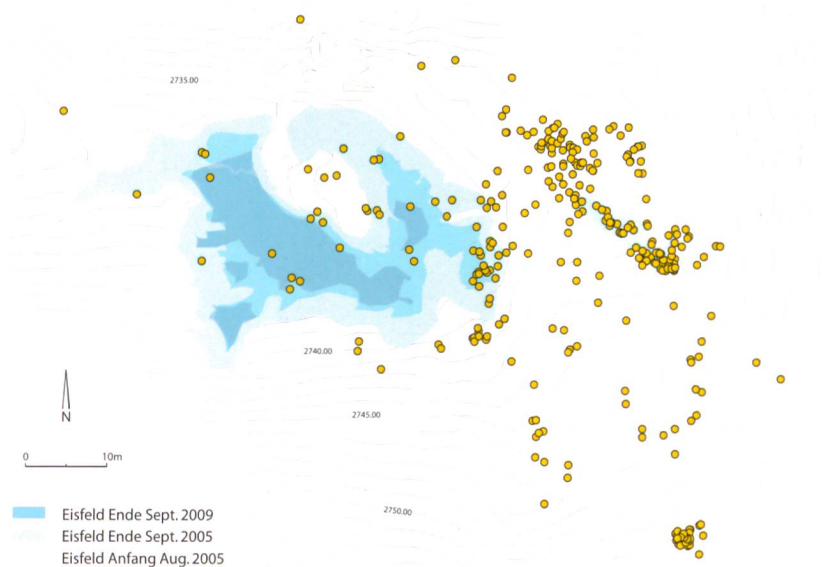 2735.00
2740.00
2745.00
N
0 10m
2750.00
Eisfeld Ende Sept. 2009
Eisfeld Ende Sept. 2005
Eisfeld Anfang Aug. 2005